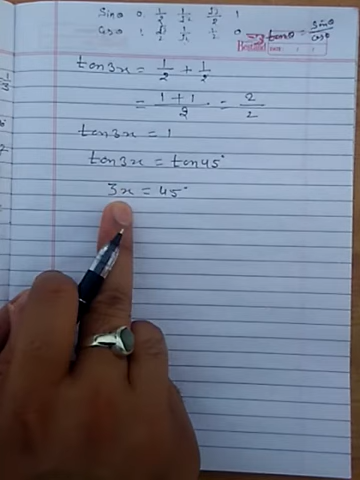 Sinθ 0, 1/2 1/√2 √3/2 1
Cosθ 1, √3/2 1/√2 1/2 0 tanθ = Sinθ/cosθ
tan3x = 1/2 + 1/2
= (1+1)/2 = 2/2
tan3x = 1
tan3x = tan45°
3x = 45°